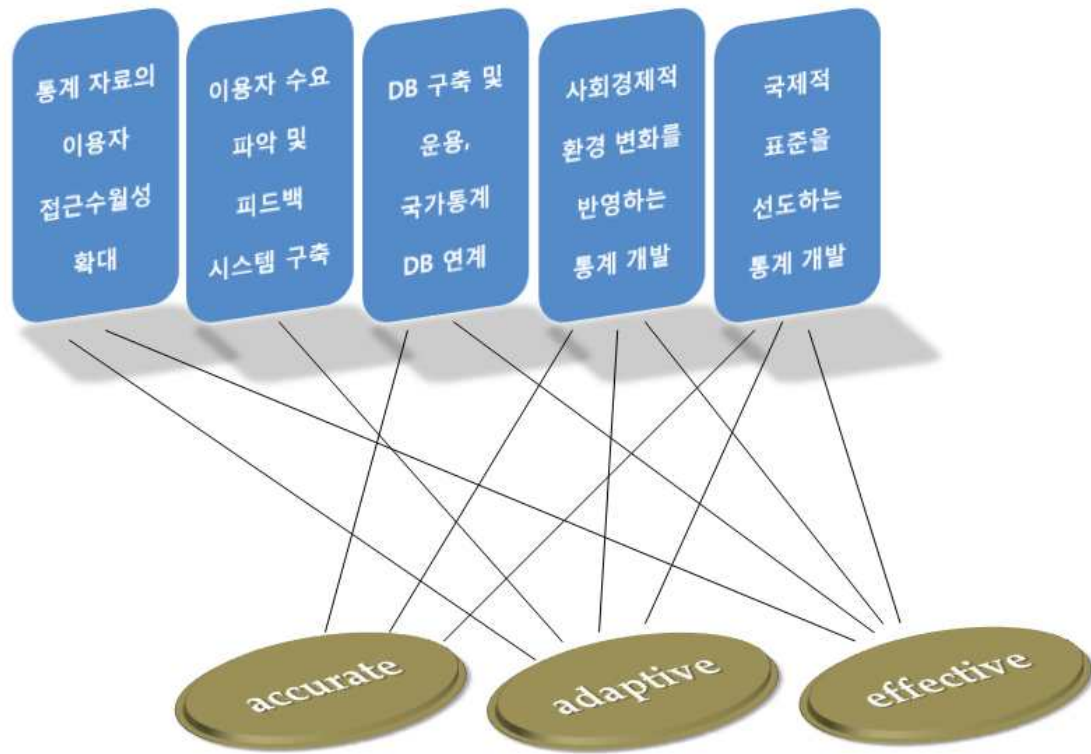 통계 자료의
이용자
접근수월성
확대
이용자 수요
파악 및
피드백
시스템 구축
DB 구축 및
운용,
국가통계
DB 연계
사회경제적
환경 변화를
반영하는
통계 개발
국제적
표준을
선도하는
통계 개발
accurate
adaptive
effective